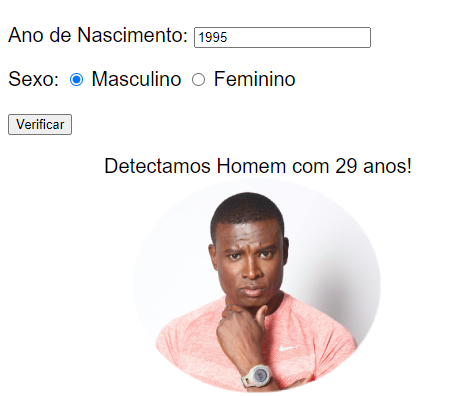 Ano de Nascimento: 1995
Sexo: Masculino Feminino
Verificar
Detectamos Homem com 29 anos!